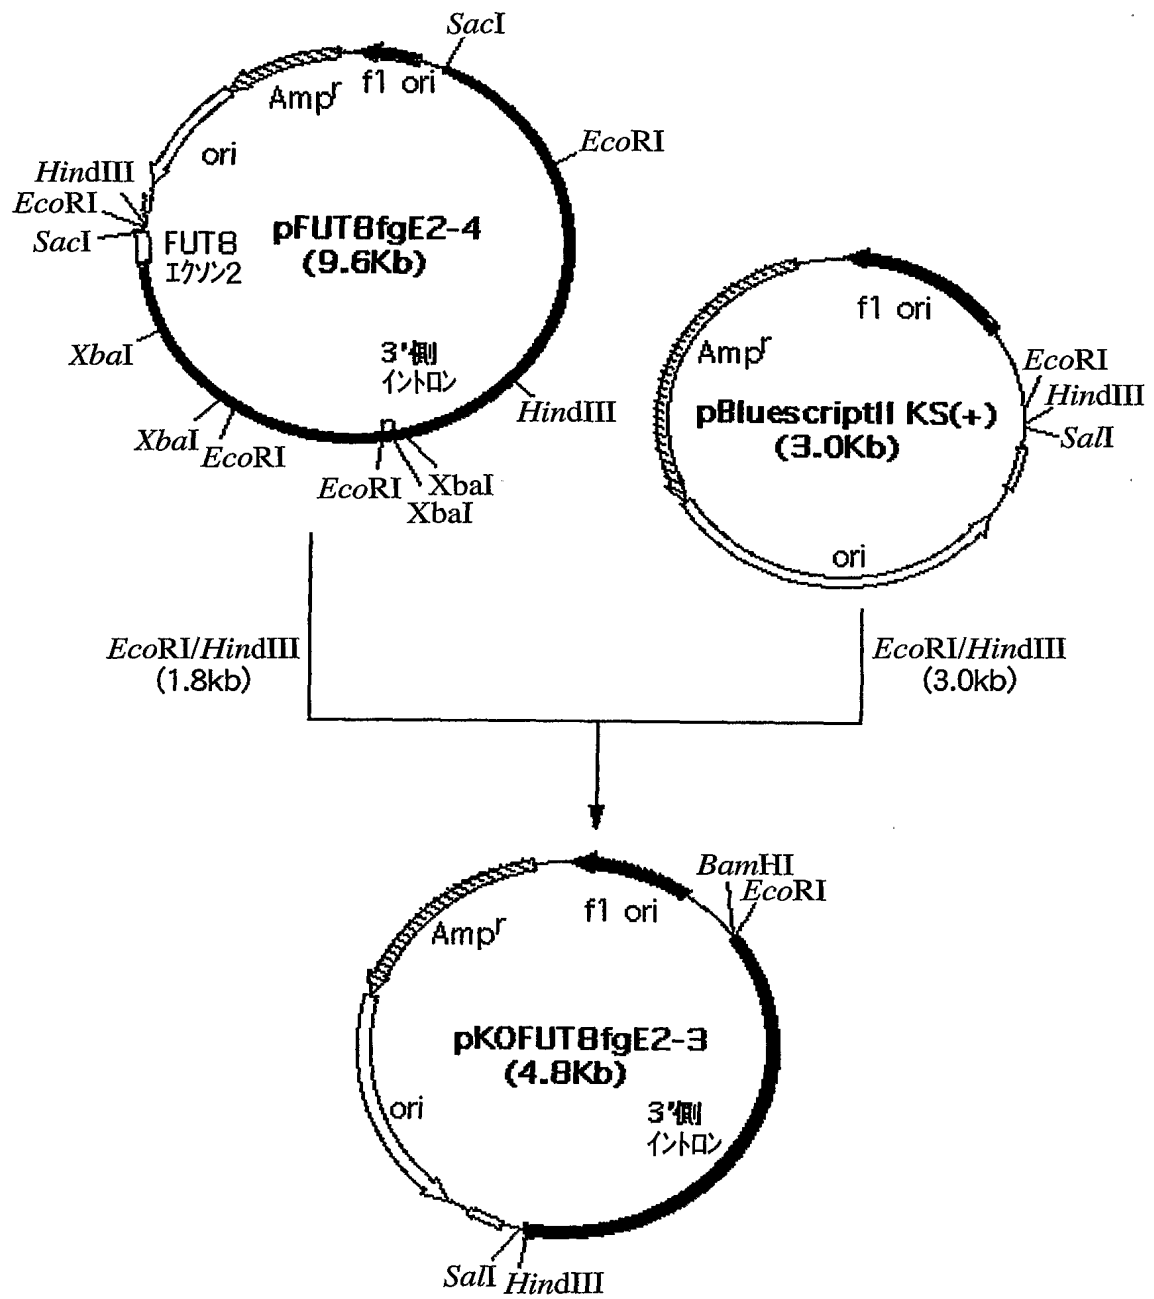 SacI
f1 ori
Ampr
EcoRI
ori
HindIII
EcoRI
SacI
FUT8
エクソン2
pFUT8fgE2-4
(9.6Kb)
XbaI
3'側
イントロン
HindIII
XbaI
EcoRI
EcoRI
XbaI
XbaI
f1 ori
Ampr
EcoRI
HindIII
SalI
pBluescriptII KS(+)
(3.0Kb)
ori
EcoRI/HindIII
(1.8kb)
EcoRI/HindIII
(3.0kb)
BamHI
EcoRI
f1 ori
Ampr
pKOFUT8fgE2-3
(4.8Kb)
ori
3'側
イントロン
SalI
HindIII